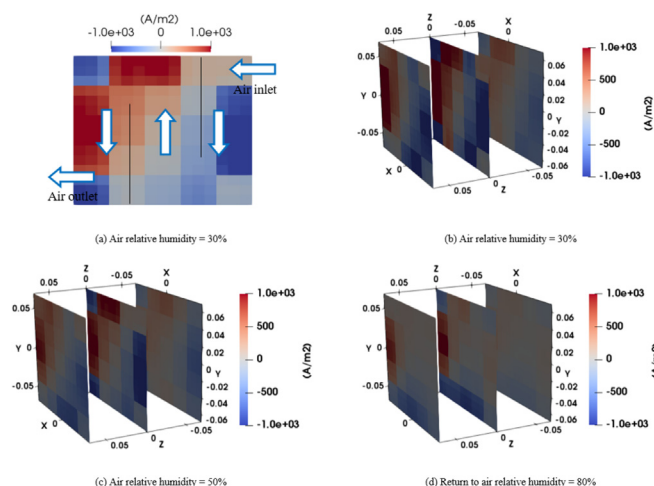 (A/m2)
-1.0e+03 0 1.0e+03
Air inlet
Air outlet
(a) Air relative humidity = 30%
Z X
0.05 0 -0.05 0
1.0e+03
0.06
500
0.04
Y 0
0.02
0
0
Y
-0.02
-0.05
-500
-0.04
-0.06
-1.0e+03
(A/m2)
X 0
-0.05
0
0.05
Z
(b) Air relative humidity = 30%
Z X
0.05 0 -0.05 0
1.0e+03
0.06
500
0.04
0.02
Y 0
0
0
Y
-0.02
-0.05
-500
-0.04
-0.06
-1.0e+03
(A/m2)
X 0
-0.05
0
0.05
Z
(c) Air relative humidity = 50%
Z X
0.05 0 -0.05 0
1.0e+03
0.06
500
0.04
0.02
Y 0
0
0
Y
-0.02
-0.05
-500
-0.04
-0.06
-1.0e+03
(A/m2)
X 0
-0.05
0
0.05
Z
(d) Return to air relative humidity = 80%